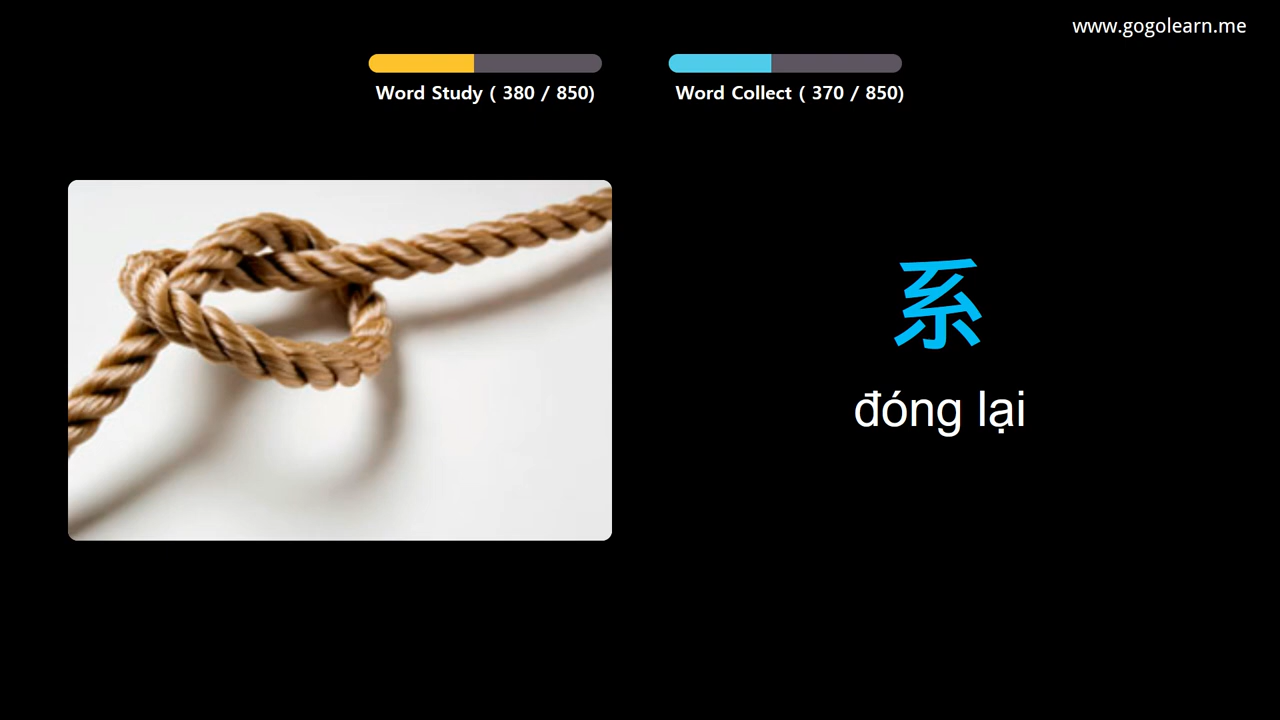 www.gogolearn.me
Word Study ( 380 / 850)
Word Collect ( 370 / 850)
系
đóng lại